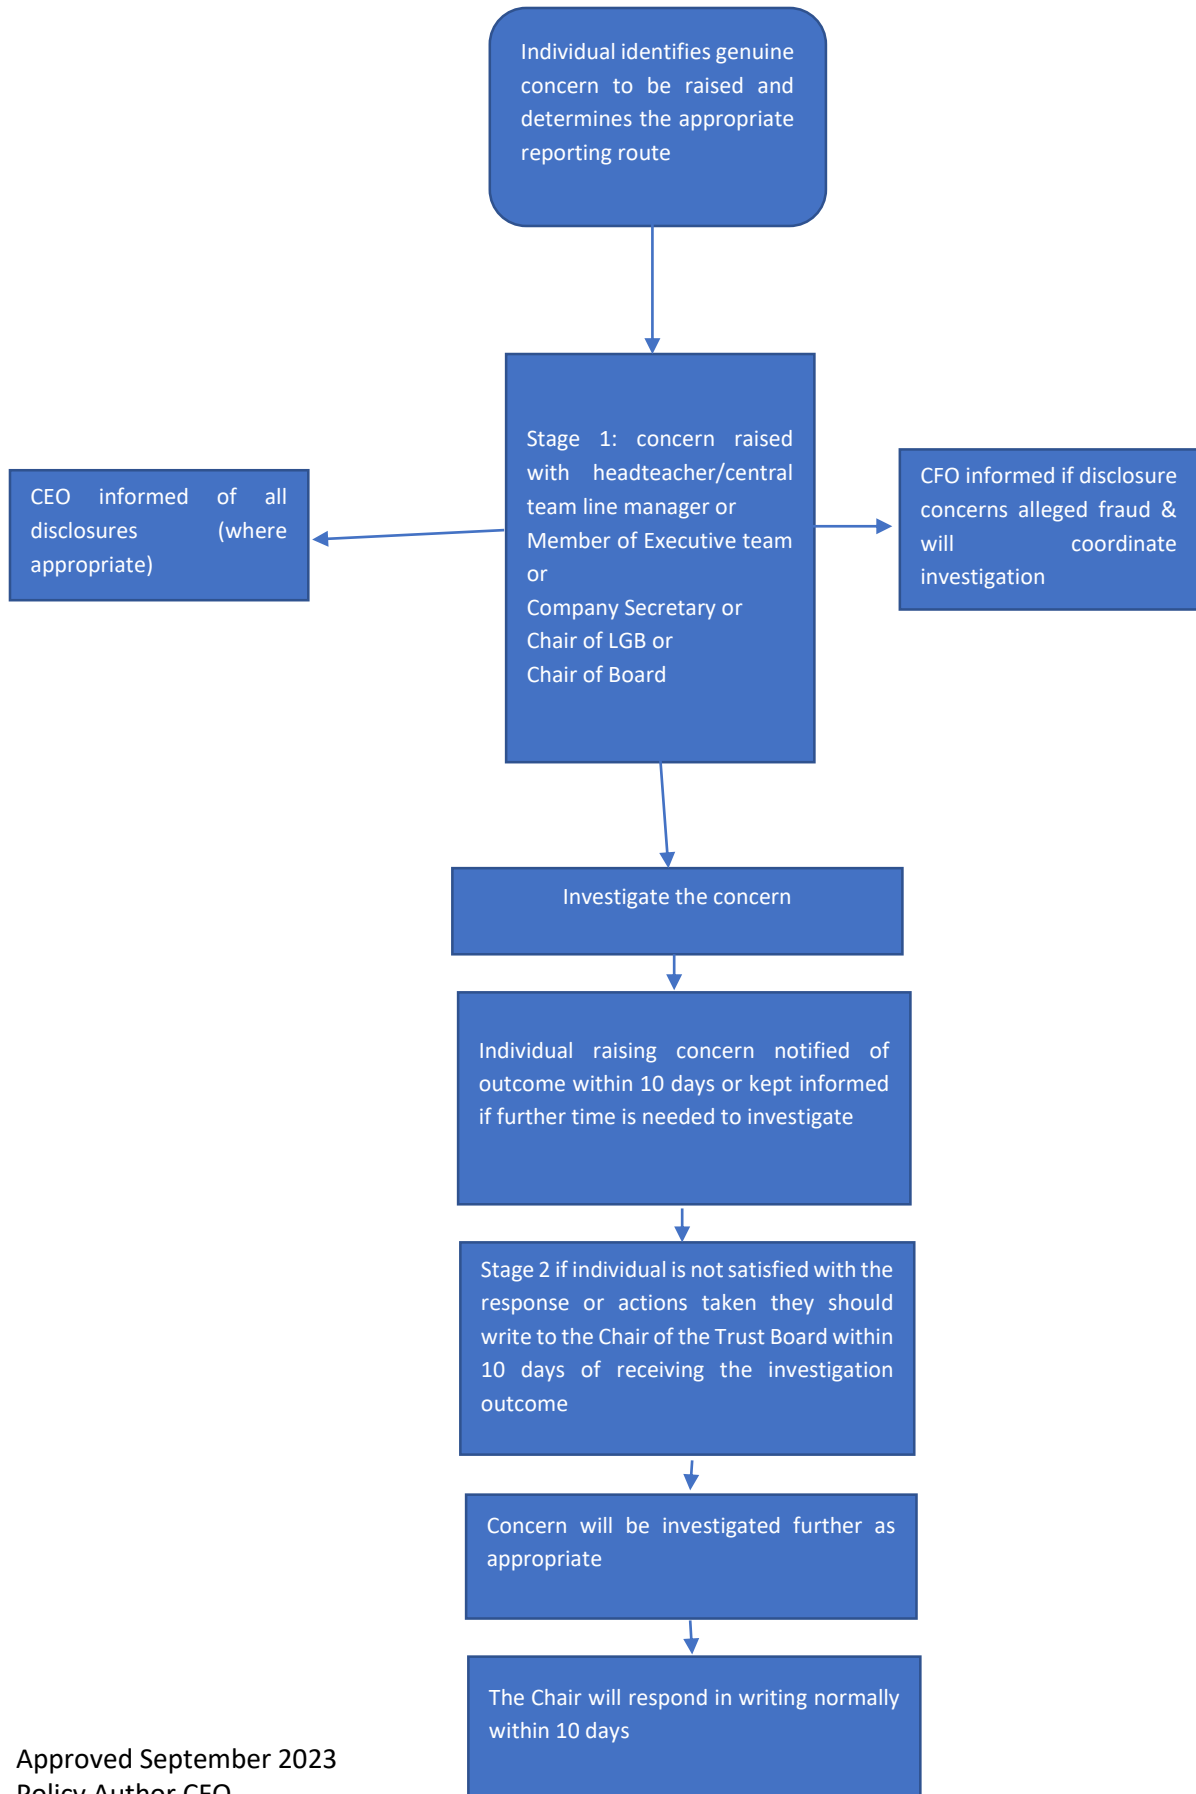 Individual identifies genuine
concern to be raised and
determines the appropriate
reporting route
Stage 1: concern raised
with headteacher/central
team line manager or
Member of Executive team
or
Company Secretary or
Chair of LGB or
Chair of Board
CEO informed of all
disclosures (where
appropriate)
CFO informed if disclosure
concerns alleged fraud &
will coordinate
investigation
Investigate the concern
Individual raising concern notified of
outcome within 10 days or kept informed
if further time is needed to investigate
Stage 2 if individual is not satisfied with the
response or actions taken they should
write to the Chair of the Trust Board within
10 days of receiving the investigation
outcome
Concern will be investigated further as
appropriate
The Chair will respond in writing normally
within 10 days
Approved September 2023
Policy Author